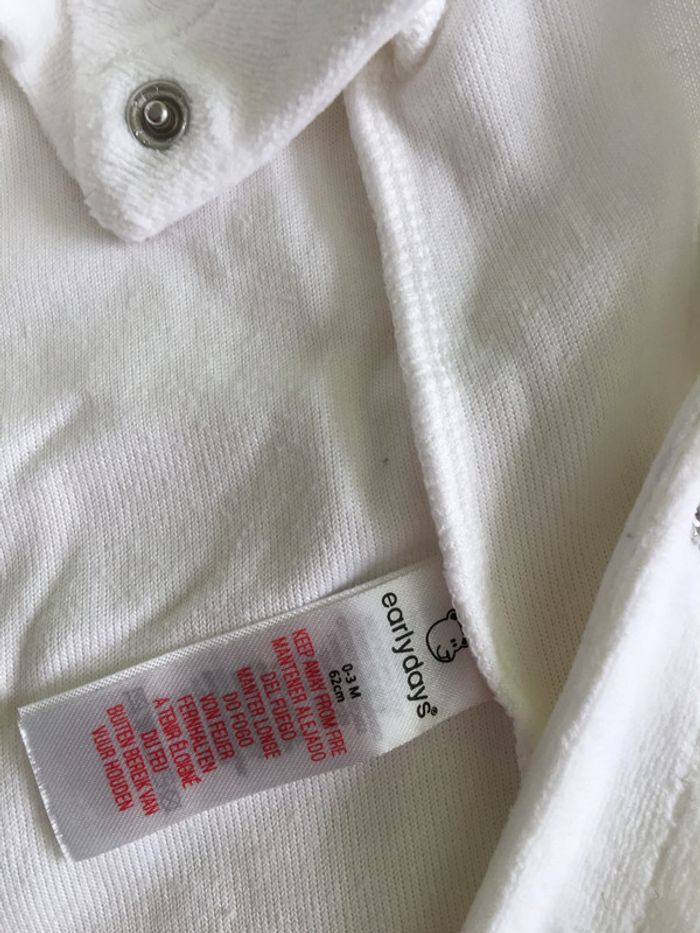 earlydays®
0-3 M
62cm
KEEP AWAY FROM FIRE
MANTENER ALEJADO
DEL FUEGO
MANTER LONGE
DO FOGO
VON FEUER
FERNHALTEN
À TENIR ÉLOIGNÉ
DU FEU
BUITEN BEREIK VAN
VUUR HOUDEN